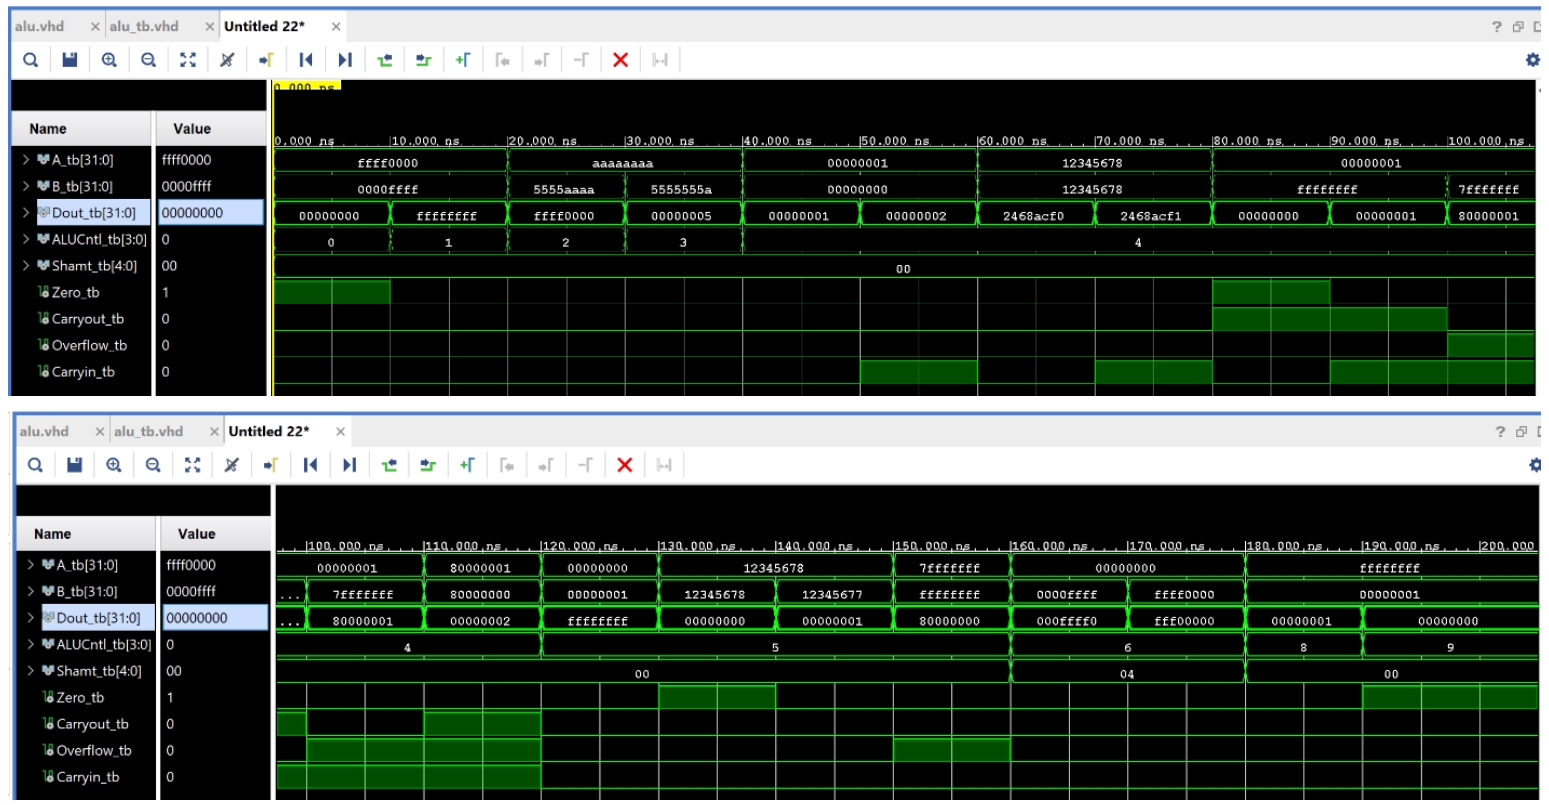 alu.vhd × alu_tb.vhd × Untitled 22* ×
?
0.000 ns
Name Value
0.000 ns 10.000 ns 20.000 ns 30.000 ns 40.000 ns 50.000 ns 60.000 ns 70.000 ns 80.000 ns 90.000 ns 100.000 ns
A_tb[31:0] ffff0000 ffff0000 aaaaaaaa 00000001 12345678 00000001
B_tb[31:0] 0000ffff 0000ffff 5555aaaa 5555555a 00000000 12345678 ffffffff 7fffffff
Dout_tb[31:0] 00000000 00000000 ffffffff ffff0000 00000005 00000001 00000002 2468acf0 2468acf1 00000000 00000001 80000001
ALUCntl_tb[3:0] 0 0 1 2 3 4
Shamt_tb[4:0] 00 00
Zero_tb 1
Carryout_tb 0
Overflow_tb 0
Carryin_tb 0
alu.vhd × alu_tb.vhd × Untitled 22* ×
?
Name Value
... 100.000 ns 110.000 ns 120.000 ns 130.000 ns 140.000 ns 150.000 ns 160.000 ns 170.000 ns 180.000 ns 190.000 ns 200.000
A_tb[31:0] ffff0000 00000001 80000001 00000000 12345678 7fffffff 00000000 ffffffff
B_tb[31:0] 0000ffff ... 7fffffff 80000000 00000001 12345678 12345677 ffffffff 0000ffff ffff0000 00000001
Dout_tb[31:0] 00000000 ... 80000001 00000002 ffffffff 00000000 00000001 80000000 000ffff0 fff00000 00000001 00000000
ALUCntl_tb[3:0] 0 4 5 6 8 9
Shamt_tb[4:0] 00 00 04 00
Zero_tb 1
Carryout_tb 0
Overflow_tb 0
Carryin_tb 0